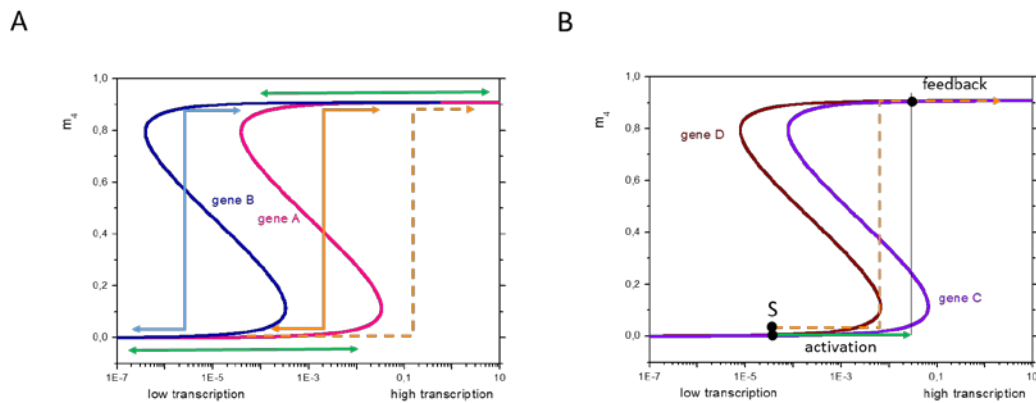 A
B
1,0
0,8
0,6
0,4
0,2
0,0
m4
gene B
gene A
1E-7
1E-5
1E-3
0,1
10
low transcription
high transcription
1,0
0,8
0,6
0,4
0,2
0,0
m4
feedback
gene D
gene C
S
activation
1E-7
1E-5
1E-3
0,1
10
low transcription
high transcription